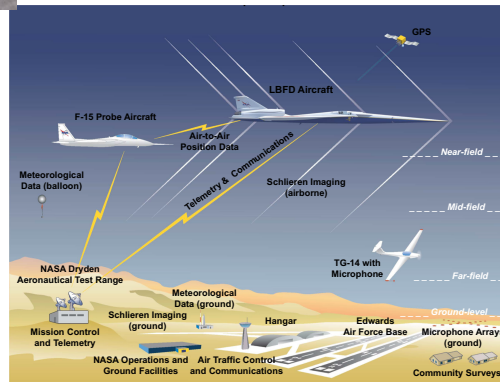 GPS
LBFD Aircraft
F-15 Probe Aircraft
Air-to-Air
Position Data
Near-field
Meteorological
Data (balloon)
Telemetry & Communications
Schlieren Imaging
(airborne)
Mid-field
TG-14 with
Microphone
NASA Dryden
Aeronautical Test Range
Far-field
Meteorological
Data (ground)
Ground-level
Schlieren Imaging
(ground)
Hangar
Edwards
Air Force Base
Mission Control
and Telemetry
Microphone Array
(ground)
NASA Operations and
Ground Facilities
Air Traffic Control
and Communications
Community Surveys